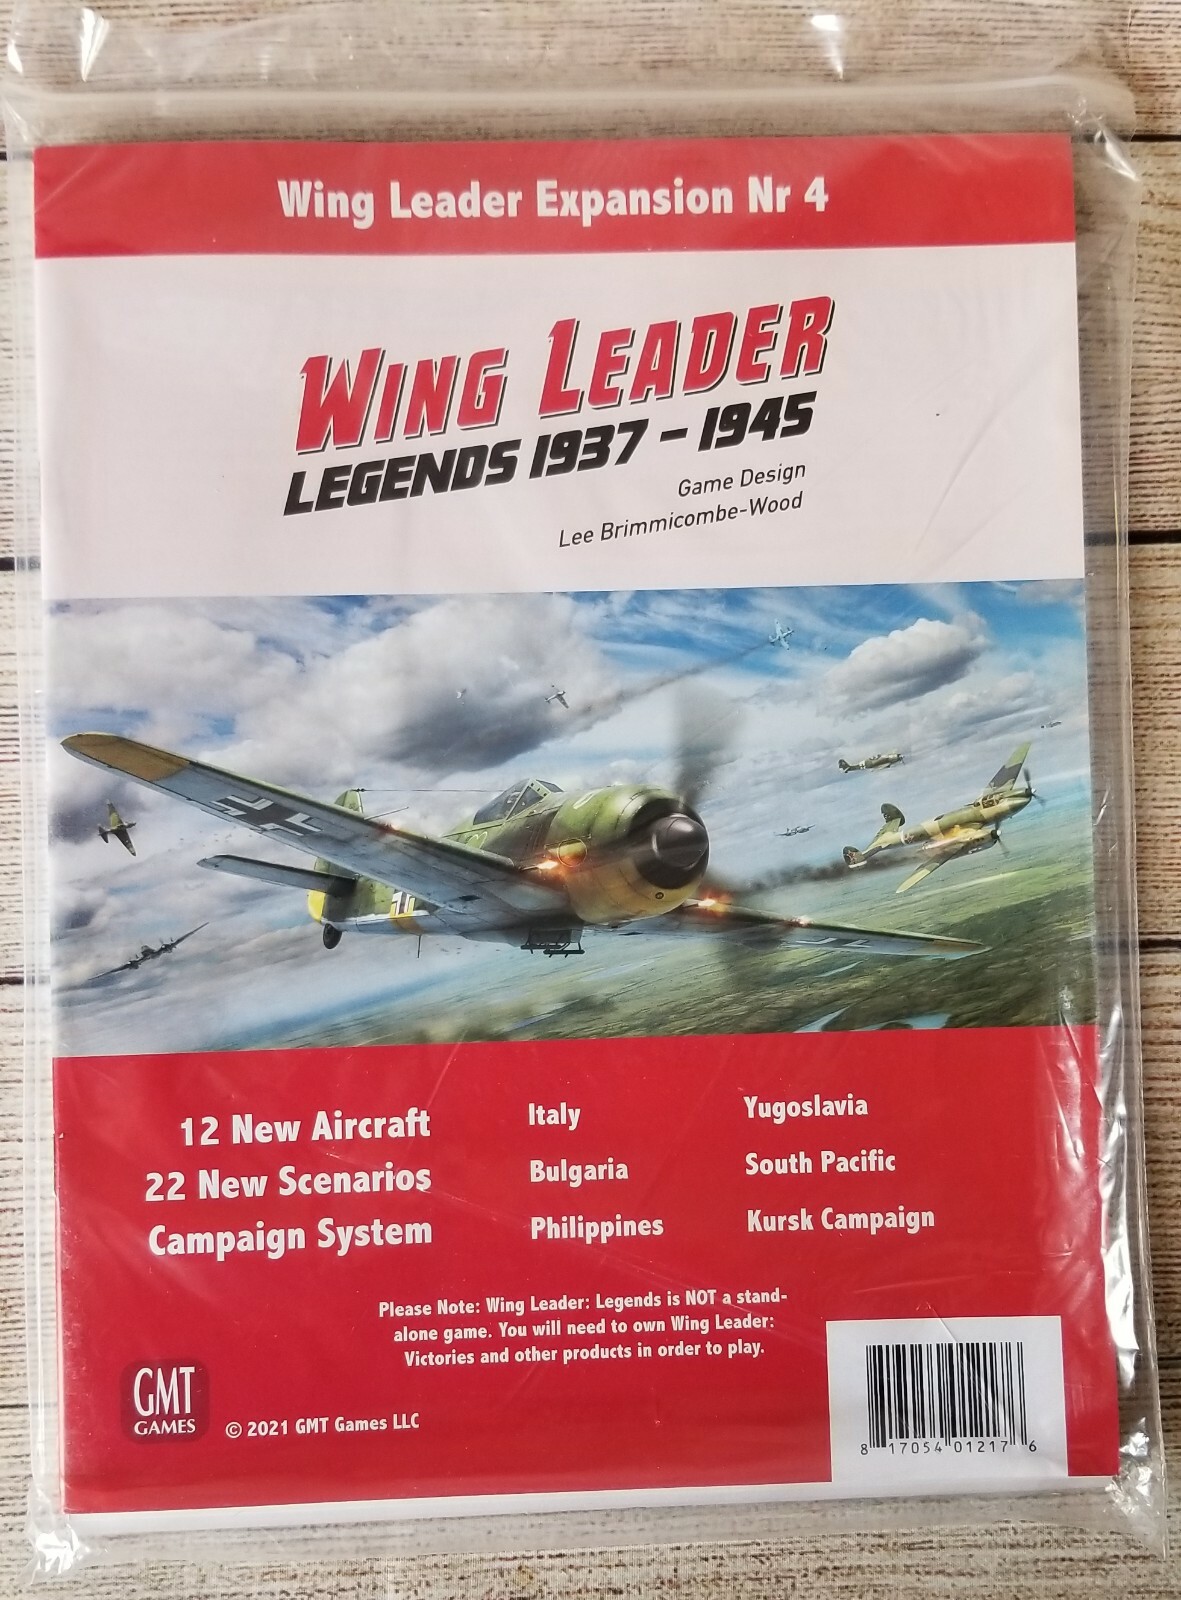 Wing Leader Expansion Nr 4
WING LEADER
LEGENDS 1937 – 1945
Game Design
Lee Brimmicombe-Wood
12 New Aircraft
22 New Scenarios
Campaign System
Italy
Bulgaria
Philippines
Yugoslavia
South Pacific
Kursk Campaign
Please Note: Wing Leader: Legends is NOT a stand-
alone game. You will need to own Wing Leader:
Victories and other products in order to play.
GMT
GAMES
© 2021 GMT Games LLC
8 17054 01217 6